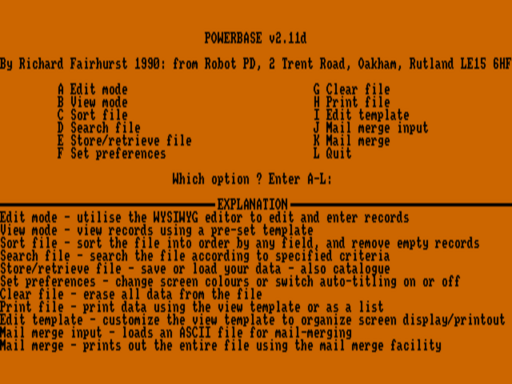 POWERBASE v2.11d
By Richard Fairhurst 1990: from Robot PD, 2 Trent Road, Oakham, Rutland LE15 6HF
A Edit mode G Clear file
B View mode H Print file
C Sort file I Edit template
D Search file J Mail merge input
E Store/retrieve file K Mail merge
F Set preferences L Quit
Which option ? Enter A-L:
EXPLANATION
Edit mode - utilise the WYSIWYG editor to edit and enter records
View mode - view records using a pre-set template
Sort file - sort the file into order by any field, and remove empty records
Search file - search the file according to specified criteria
Store/retrieve file - save or load your data - also catalogue
Set preferences - change screen colours or switch auto-titling on or off
Clear file - erase all data from the file
Print file - print data using the view template or as a list
Edit template - customize the view template to organize screen display/printout
Mail merge input - loads an ASCII file for mail-merging
Mail merge - prints out the entire file using the mail merge facility